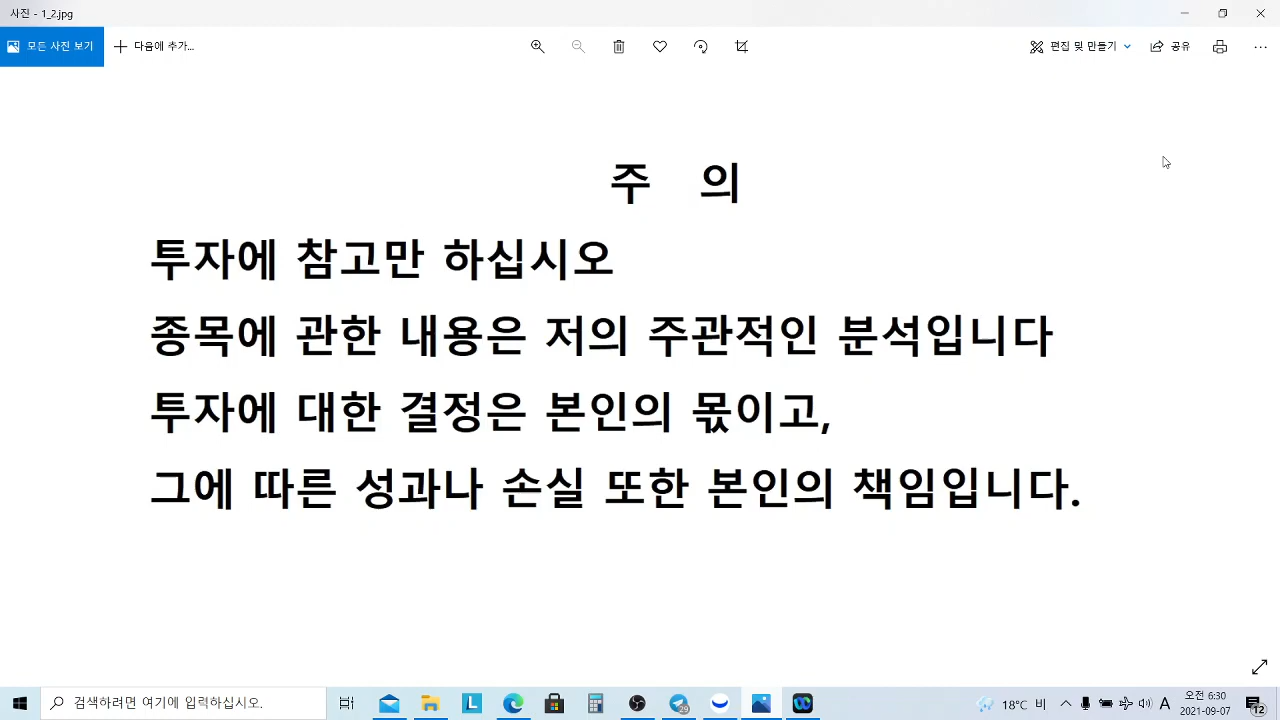 사진 - 1_2.jpg
모든 사진 보기
다음에 추가...
편집 및 만들기
공유
주 의
투자에 참고만 하십시오
종목에 관한 내용은 저의 주관적인 분석입니다
투자에 대한 결정은 본인의 몫이고,
그에 따른 성과나 손실 또한 본인의 책임입니다.
검색하려면 여기에 입력하십시오.
L
29
18°C 비
A
오전 6:30
2021-09-07
12